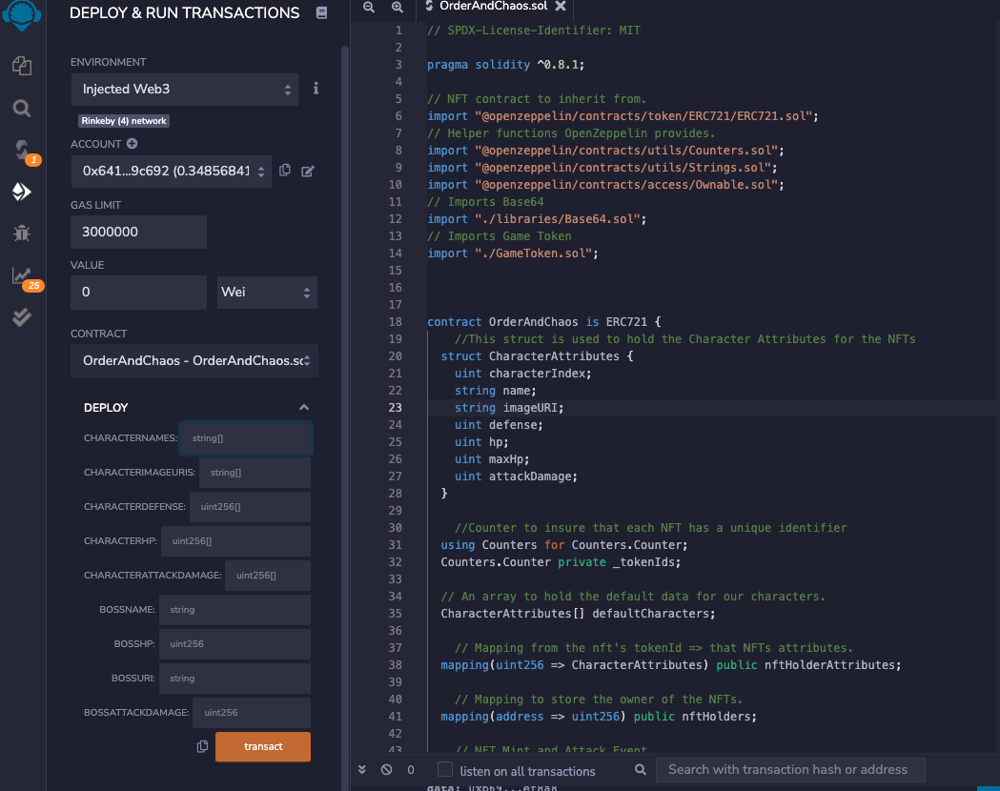 DEPLOY & RUN TRANSACTIONS
ENVIRONMENT
Injected Web3
Rinkeby (4) network
ACCOUNT
0x641...9c692 (0.34856841
GAS LIMIT
3000000
VALUE
0
Wei
CONTRACT
OrderAndChaos - OrderAndChaos.sc
DEPLOY
CHARACTERNAMES: string[]
CHARACTERIMAGEURIS: string[]
CHARACTERDEFENSE: uint256[]
CHARACTERHP: uint256[]
CHARACTERATTACKDAMAGE: uint256[]
BOSSNAME: string
BOSSHP: uint256
BOSSURI: string
BOSSATTACKDAMAGE: uint256
transact
1
25
OrderAndChaos.sol
1 // SPDX-License-Identifier: MIT
2
3 pragma solidity ^0.8.1;
4
5 // NFT contract to inherit from.
6 import "@openzeppelin/contracts/token/ERC721/ERC721.sol";
7 // Helper functions OpenZeppelin provides.
8 import "@openzeppelin/contracts/utils/Counters.sol";
9 import "@openzeppelin/contracts/utils/Strings.sol";
10 import "@openzeppelin/contracts/access/Ownable.sol";
11 // Imports Base64
12 import "./libraries/Base64.sol";
13 // Imports Game Token
14 import "./GameToken.sol";
15
16
17
18 contract OrderAndChaos is ERC721 {
19 //This struct is used to hold the Character Attributes for the NFTs
20 struct CharacterAttributes {
21 uint characterIndex;
22 string name;
23 string imageURI;
24 uint defense;
25 uint hp;
26 uint maxHp;
27 uint attackDamage;
28 }
29
30 //Counter to insure that each NFT has a unique identifier
31 using Counters for Counters.Counter;
32 Counters.Counter private _tokenIds;
33
34 // An array to hold the default data for our characters.
35 CharacterAttributes[] defaultCharacters;
36
37 // Mapping from the nft's tokenId => that NFTs attributes.
38 mapping(uint256 => CharacterAttributes) public nftHolderAttributes;
39
40 // Mapping to store the owner of the NFTs.
41 mapping(address => uint256) public nftHolders;
42
43 // NFT Mint and Attack Event
0
listen on all transactions
Search with transaction hash or address
data: 0xb69...ef8a8